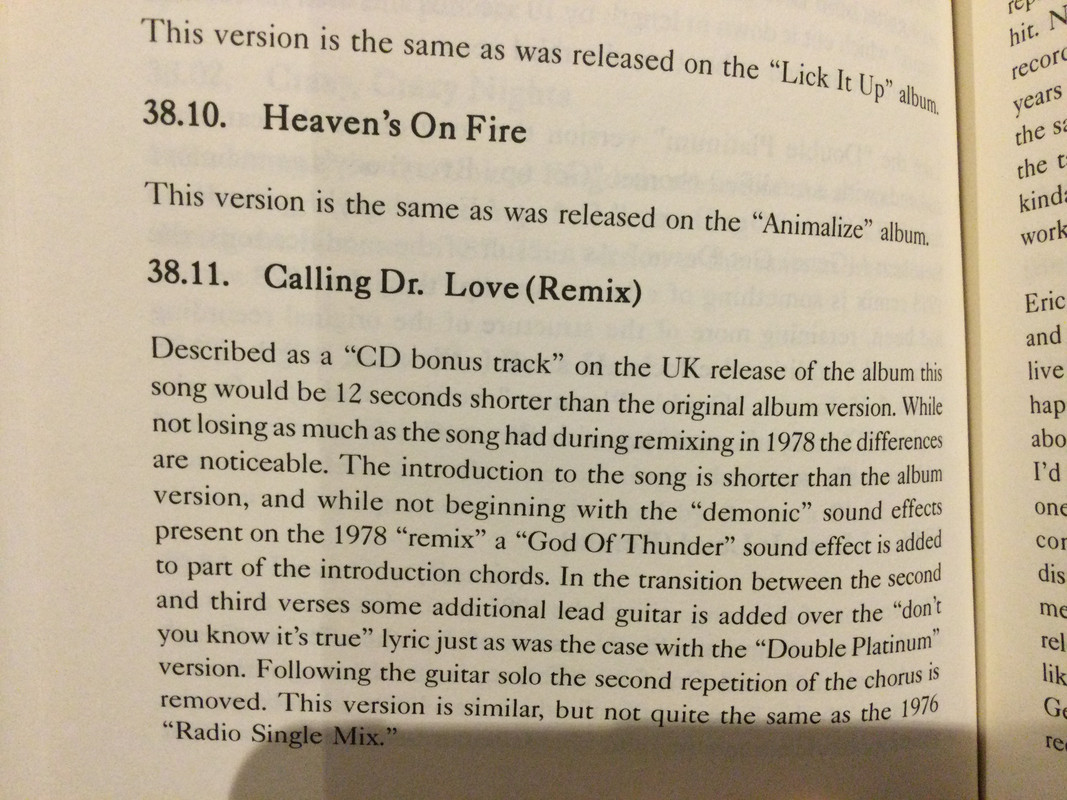 This version is the same as was released on the “Lick It Up” album.
38.10. Heaven’s On Fire
This version is the same as was released on the “Animalize” album.
38.11. Calling Dr. Love (Remix)
Described as a “CD bonus track” on the UK release of the album this
song would be 12 seconds shorter than the original album version. While
not losing as much as the song had during remixing in 1978 the differences
are noticeable. The introduction to the song is shorter than the album
version, and while not beginning with the “demonic” sound effects
present on the 1978 “remix” a “God Of Thunder” sound effect is added
to part of the introduction chords. In the transition between the second
and third verses some additional lead guitar is added over the “don’t
you know it’s true” lyric just as was the case with the “Double Platinum”
version. Following the guitar solo the second repetition of the chorus is
removed. This version is similar, but not quite the same as the 1976
“Radio Single Mix.”
hit.
years
the
the
work
Eric
and
live
I’d